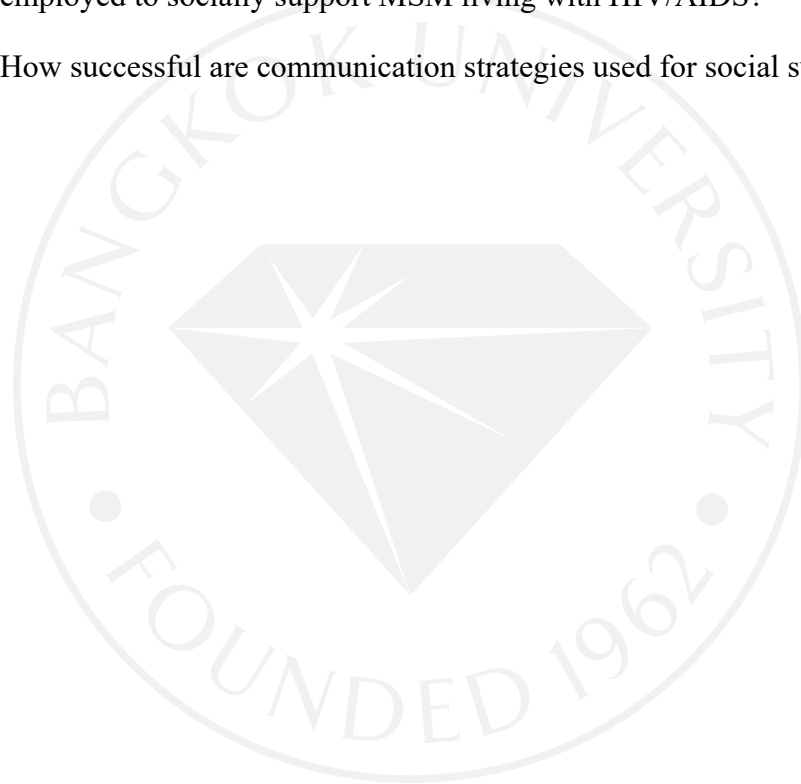 employed to socially support MSM living with HIV/AIDS?
How successful are communication strategies used for social
BANGKOK UNIVERSITY
FOUNDED 1962